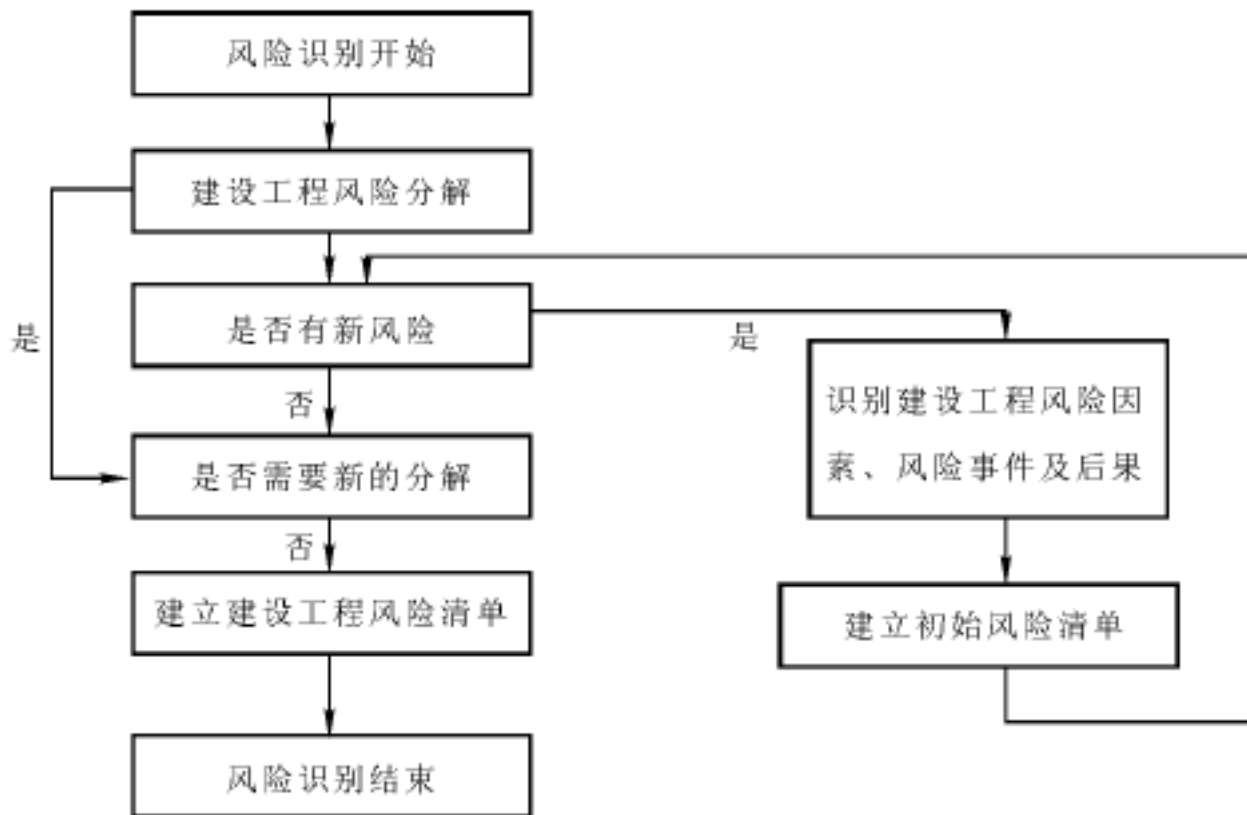 风险识别开始
建设工程风险分解
是否有新风险
是
是
识别建设工程风险因
素、风险事件及后果
否
是否需要新的分解
否
建立建设工程风险清单
建立初始风险清单
风险识别结束